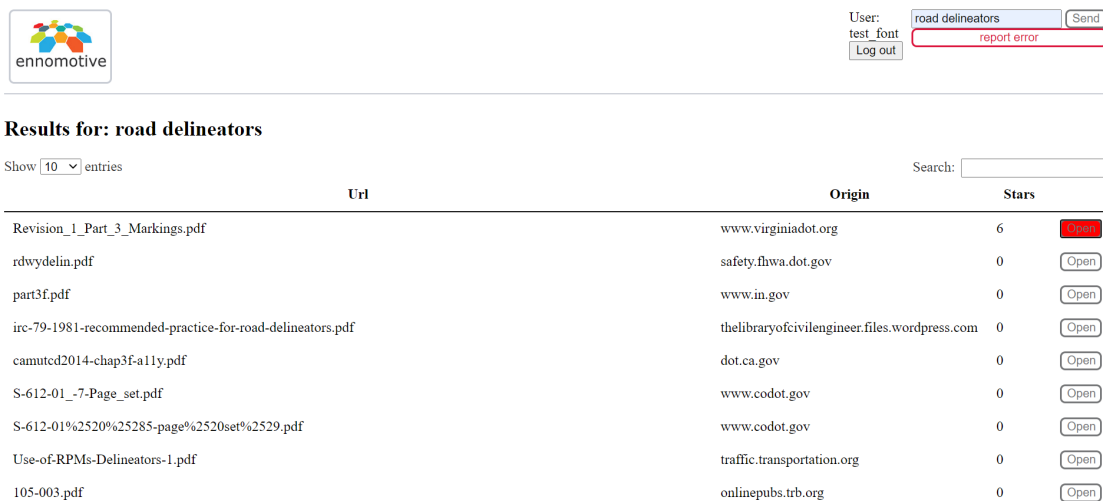 ennomotive
User: road delineators Send
test_font report error
Log out
Results for: road delineators
Show 10 entries Search:
Url Origin Stars
Revision_1_Part_3_Markings.pdf www.virginiadot.org 6 Open
rdwydelin.pdf safety.fhwa.dot.gov 0 Open
part3f.pdf www.in.gov 0 Open
irc-79-1981-recommended-practice-for-road-delineators.pdf thelibraryofcivilengineer.files.wordpress.com 0 Open
camutcd2014-chap3f-a11y.pdf dot.ca.gov 0 Open
S-612-01_-7-Page_set.pdf www.codot.gov 0 Open
S-612-01%2520%25285-page%2520set%2529.pdf www.codot.gov 0 Open
Use-of-RPMs-Delineators-1.pdf traffic.transportation.org 0 Open
105-003.pdf onlinepubs.trb.org 0 Open